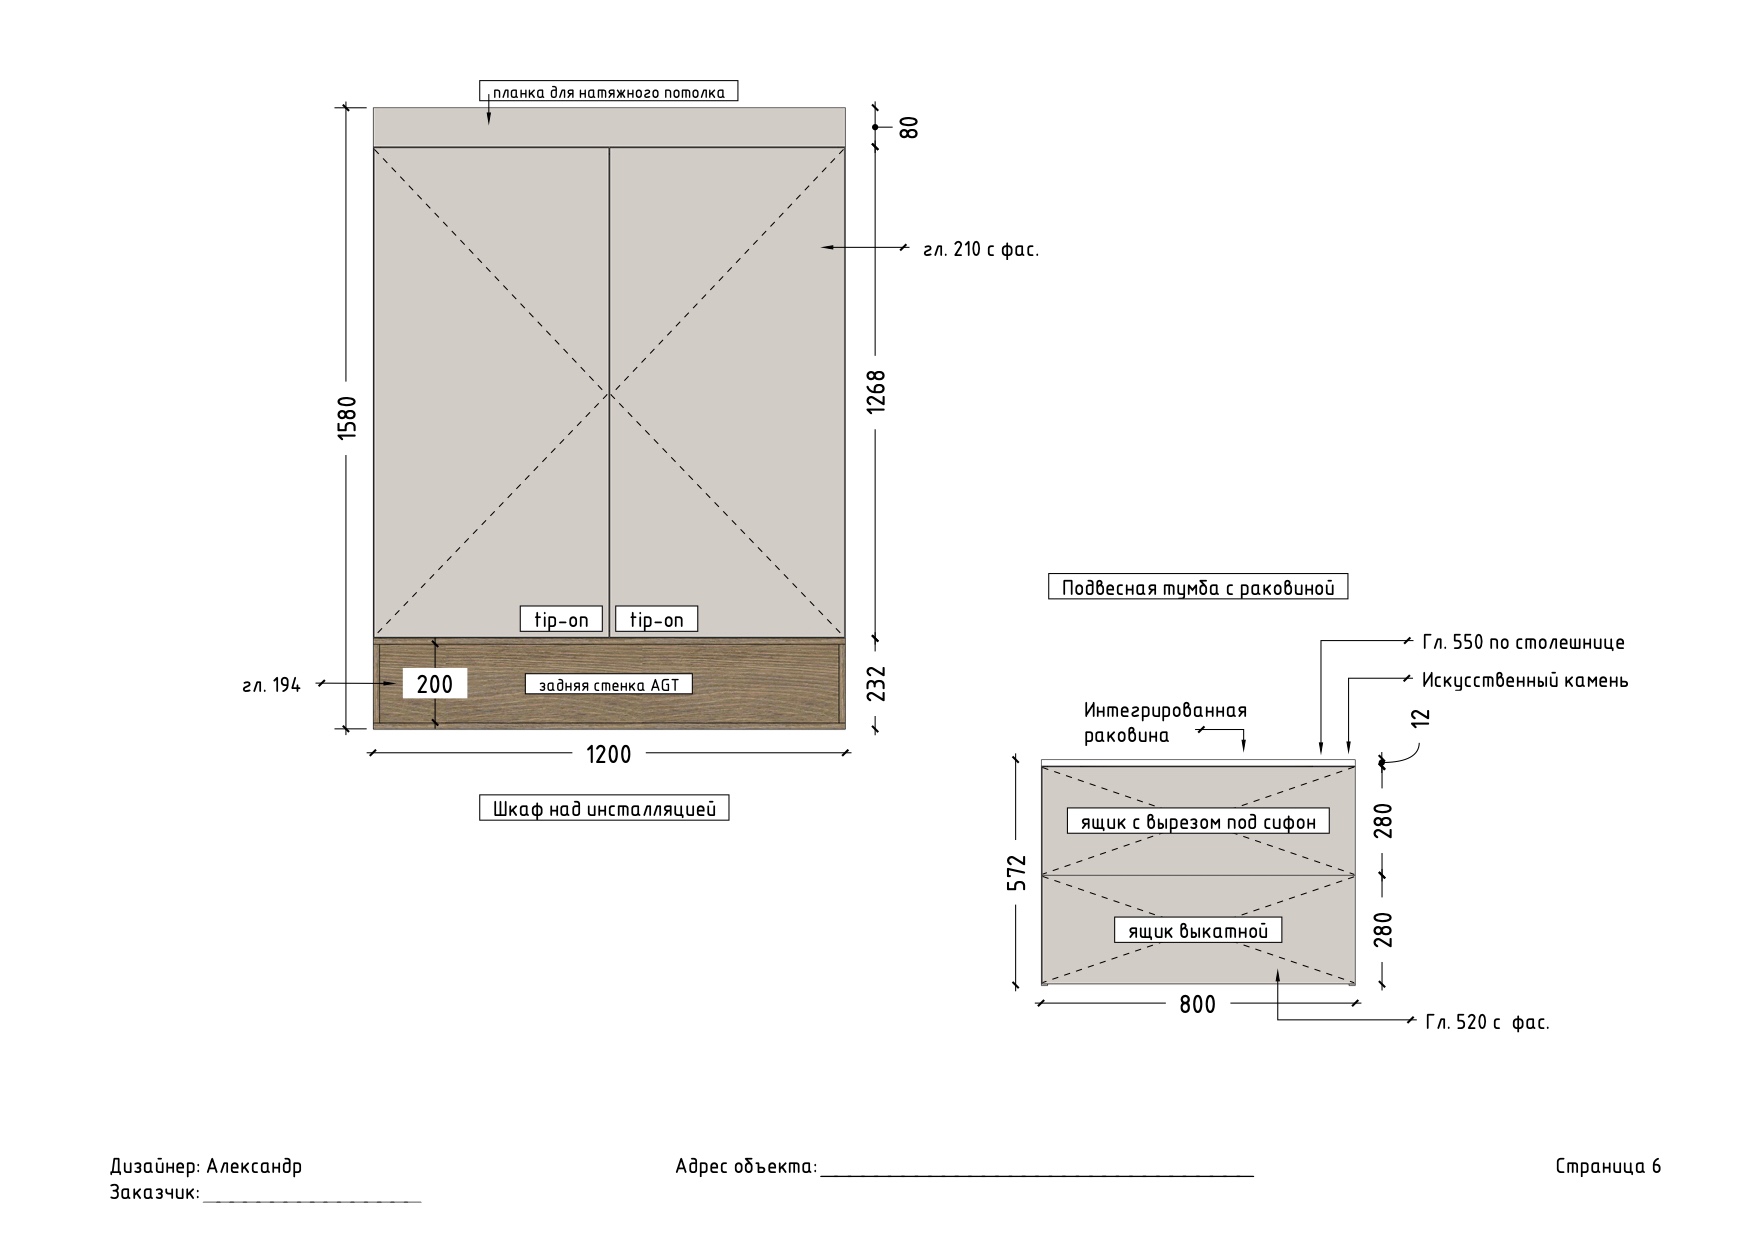 планка для натяжного потолка
80
гл. 210 с фас.
1580
1268
tip-on
tip-on
гл. 194
200
задняя стенка AGT
232
1200
Шкаф над инсталляцией
Подвесная тумба с раковиной
Гл. 550 по столешнице
Искусственный камень
Интегрированная
раковина
12
ящик с вырезом под сифон
280
572
ящик выкатной
280
800
Гл. 520 с фас.
Дизайнер: Александр
Адрес объекта:
Страница 6
Заказчик: